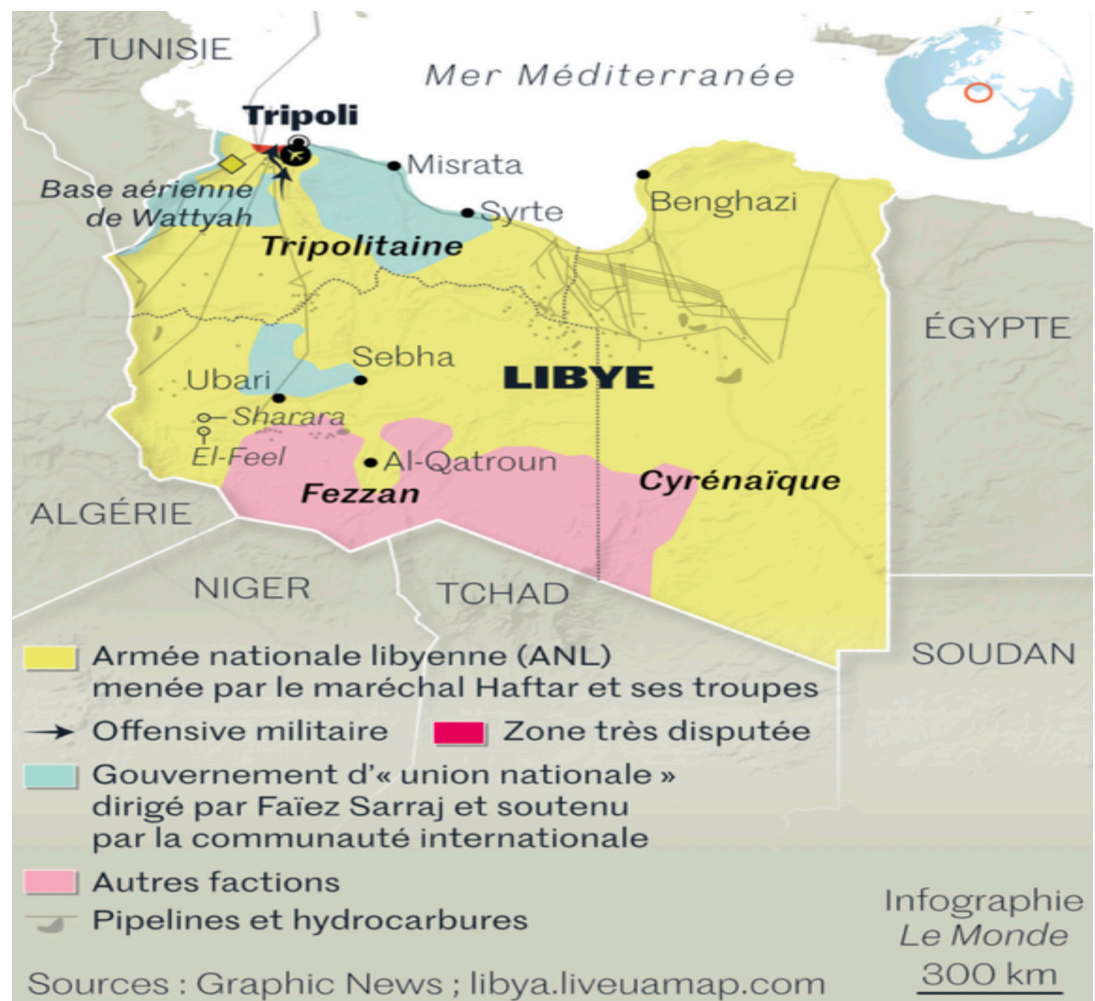 TUNISIE
Mer Méditerranée
Tripoli
Misrata
Base aérienne
de Wattyah
Syrte
Benghazi
Tripolitaine
ÉGYPTE
Sebha
LIBYE
Ubari
Sharara
El-Feel
Al-Qatroun
Cyrénaïque
Fezzan
ALGÉRIE
NIGER
TCHAD
SOUDAN
Armée nationale libyenne (ANL)
menée par le maréchal Haftar et ses troupes
Offensive militaire
Zone très disputée
Gouvernement d'« union nationale »
dirigé par Faïez Sarraj et soutenu
par la communauté internationale
Autres factions
Pipelines et hydrocarbures
Infographie
Le Monde
300 km
Sources : Graphic News ; libya.liveuamap.com